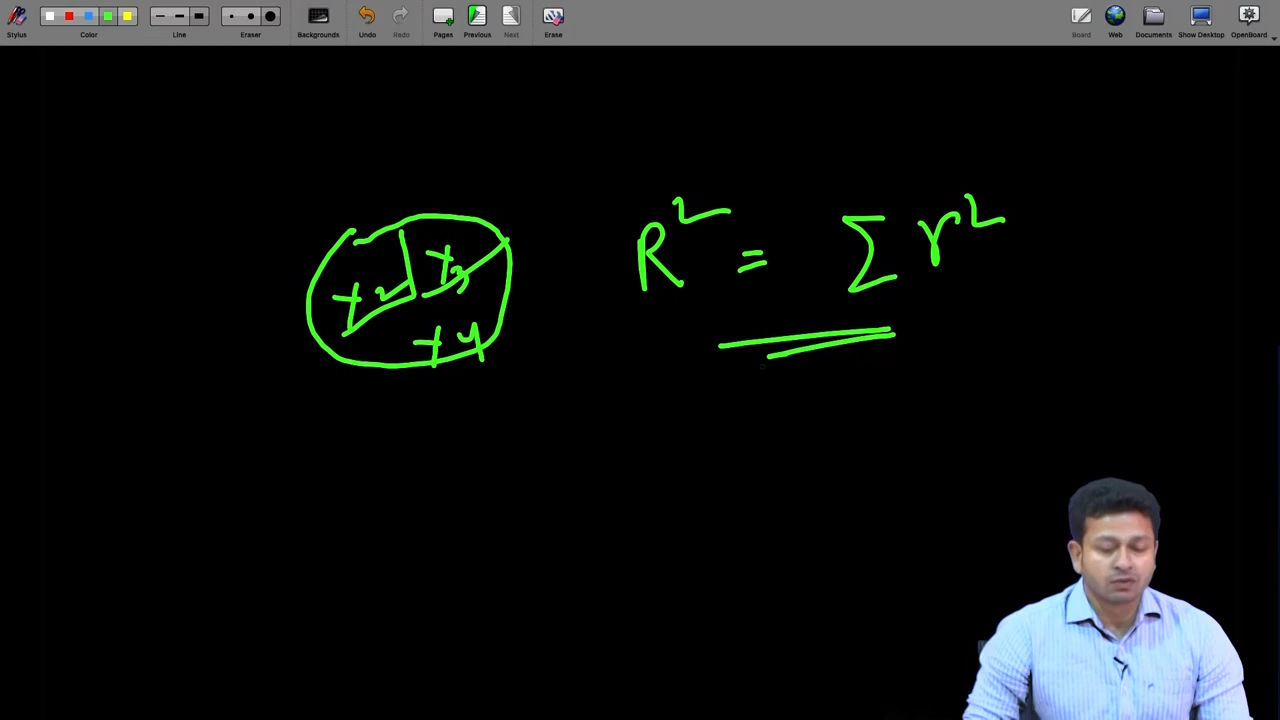 Stylus Color Line Eraser Backgrounds Undo Redo Pages Previous Next Erase Board Web Documents Show Desktop OpenBoard
R² = Σ r²